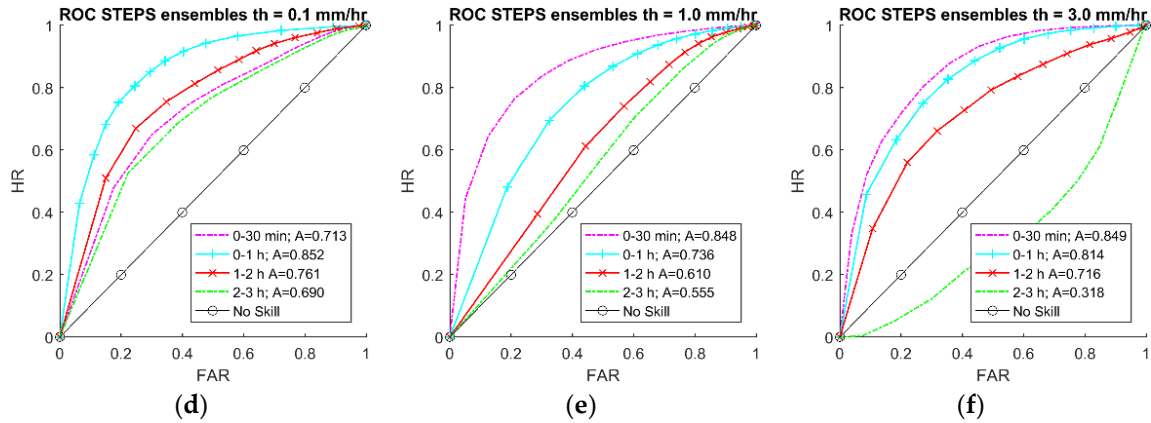 ROC STEPS ensembles th = 0.1 mm/hr
1
0.8
0.6
0.4
0.2
0
HR
0-30 min; A=0.713
0-1 h; A=0.852
1-2 h A=0.761
2-3 h; A=0.690
No Skill
0 0.2 0.4 0.6 0.8 1
FAR
(d)
ROC STEPS ensembles th = 1.0 mm/hr
1
0.8
0.6
0.4
0.2
0
HR
0-30 min; A=0.848
0-1 h; A=0.736
1-2 h A=0.610
2-3 h; A=0.555
No Skill
0 0.2 0.4 0.6 0.8 1
FAR
(e)
ROC STEPS ensembles th = 3.0 mm/hr
1
0.8
0.6
0.4
0.2
0
HR
0-30 min; A=0.849
0-1 h; A=0.814
1-2 h A=0.716
2-3 h; A=0.318
No Skill
0 0.2 0.4 0.6 0.8 1
FAR
(f)